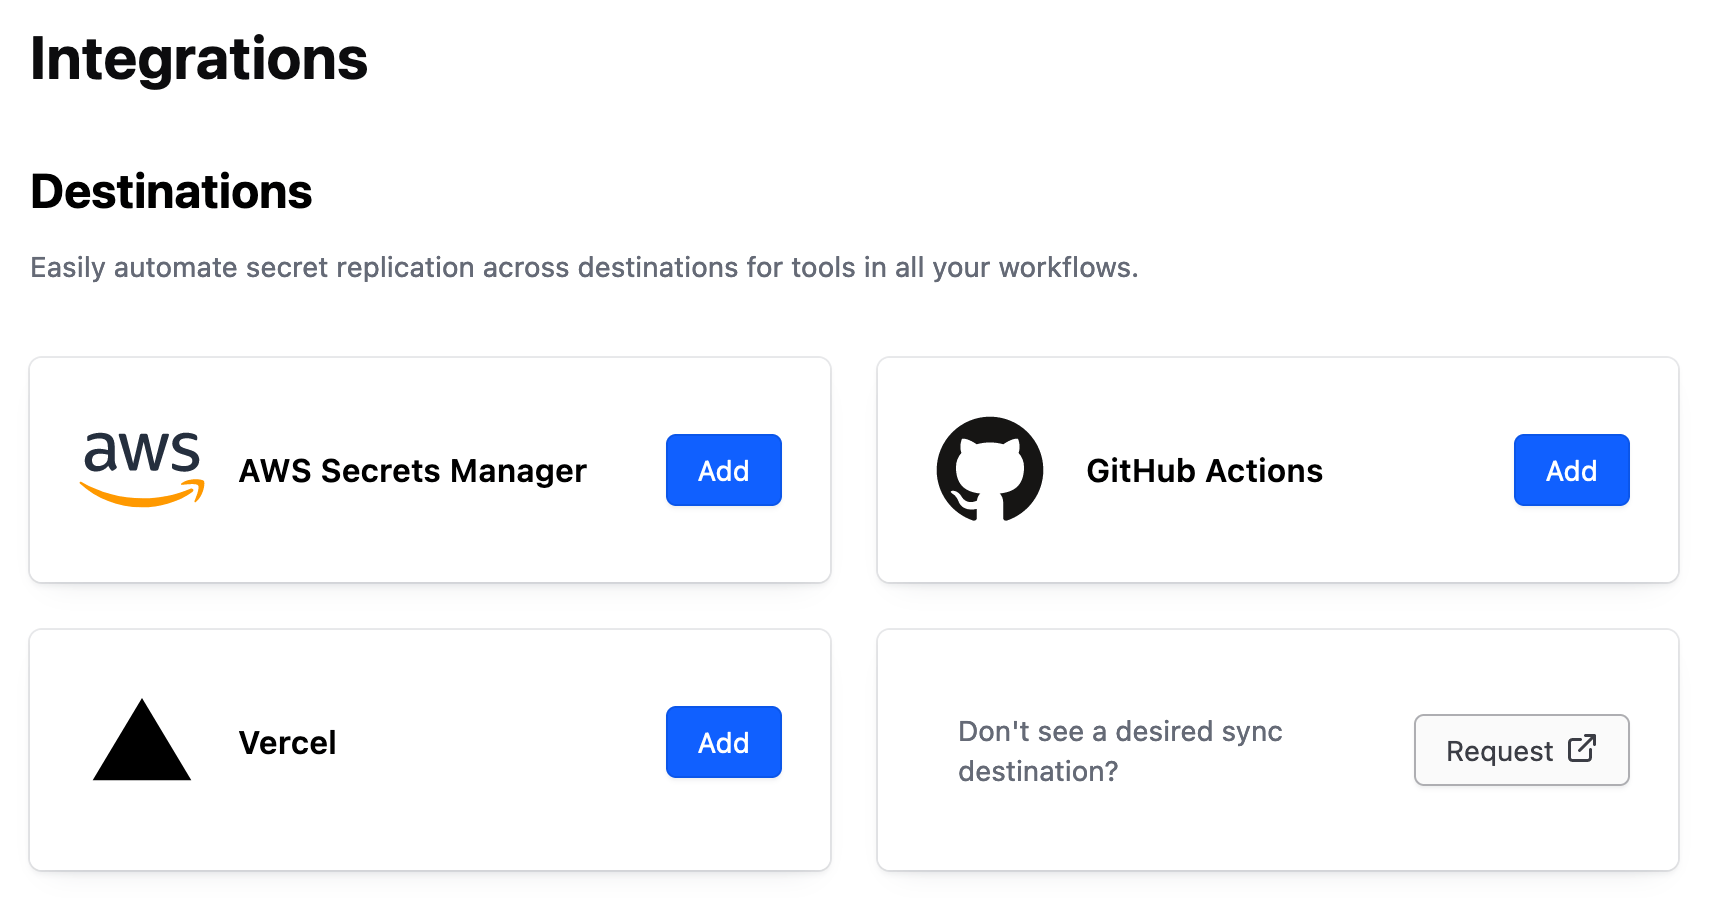 Integrations
Destinations
Easily automate secret replication across destinations for tools in all your workflows.
aws
AWS Secrets Manager
Add
GitHub Actions
Add
Vercel
Add
Don't see a desired sync
destination?
Request